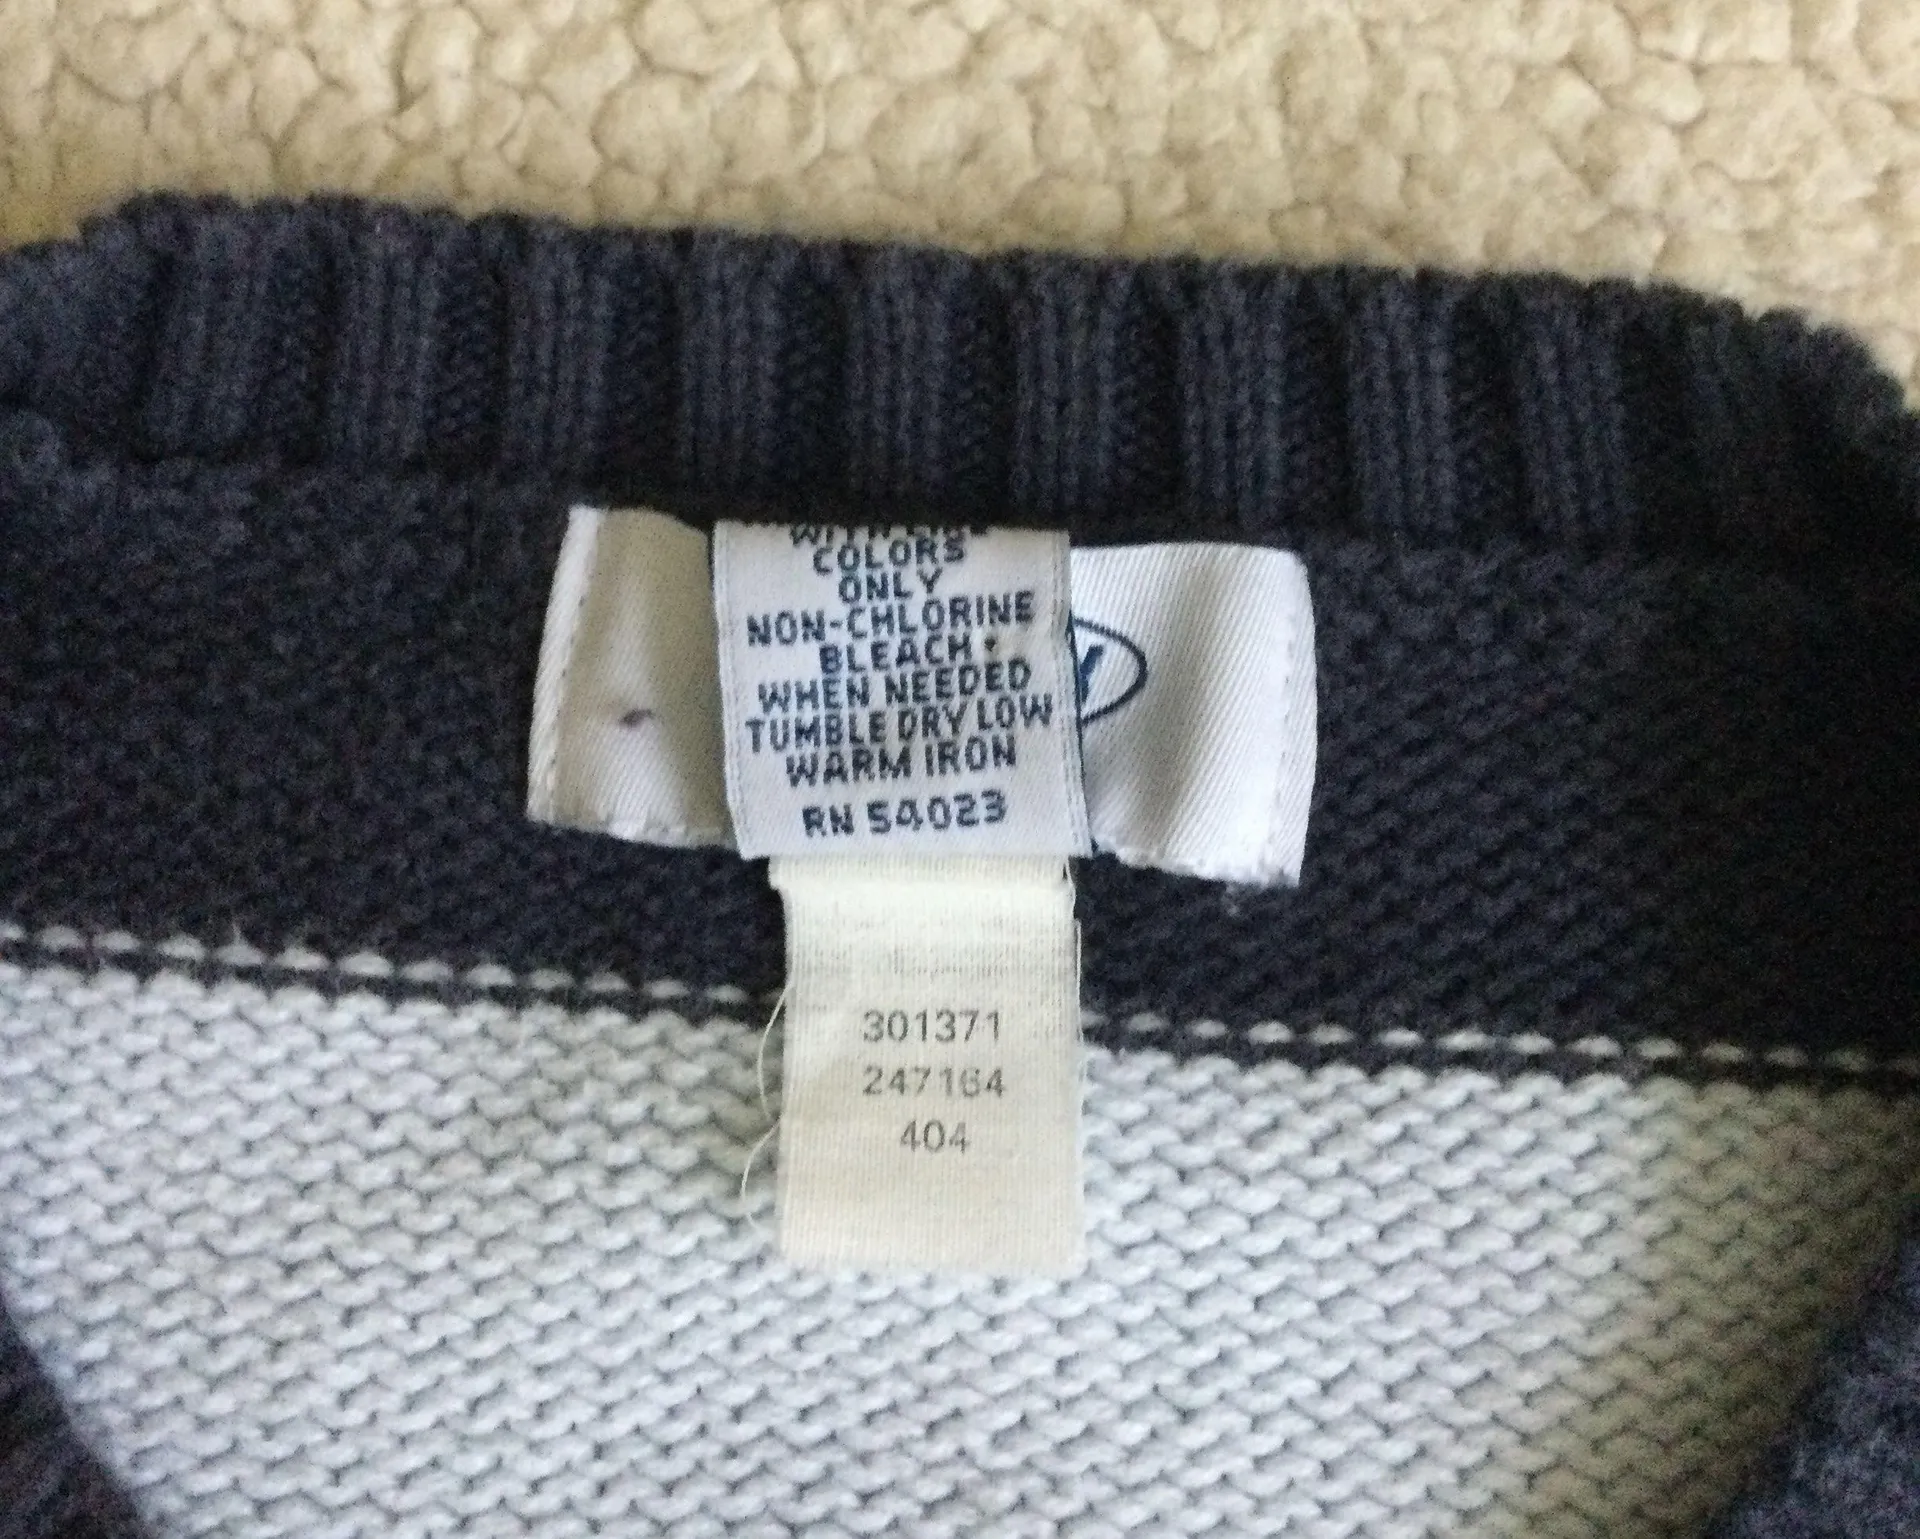 COLORS
ONLY
NON-CHLORINE
BLEACH
WHEN NEEDED
TUMBLE DRY LOW
WARM IRON
RN 54023
301371
247164
404